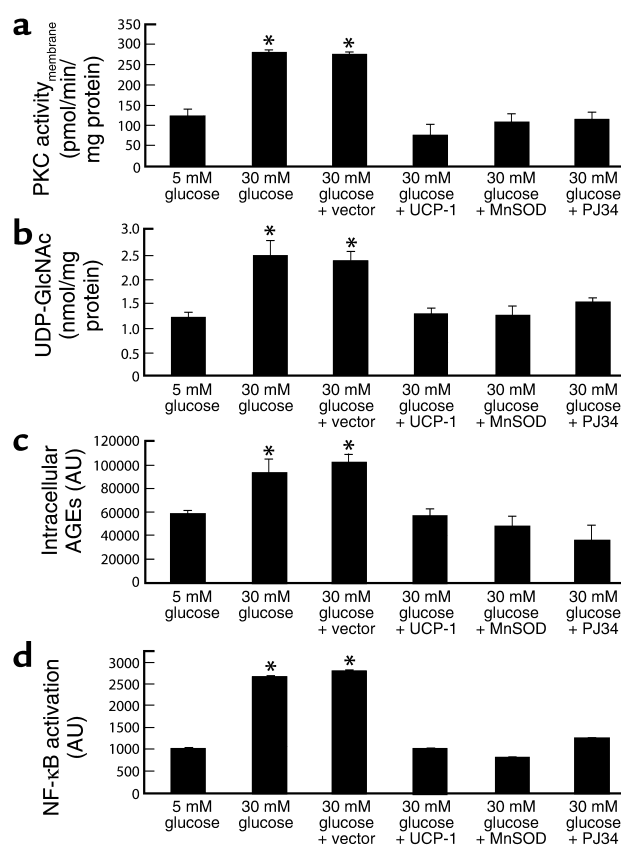 a
PKC activity membrane
(pmol/min/
mg protein)
350
300
250
200
150
100
50
0
*
*
5 mM
glucose
30 mM
glucose
30 mM
glucose
+ vector
30 mM
glucose
+ UCP-1
30 mM
glucose
+ MnSOD
30 mM
glucose
+ PJ34
b
UDP-GlcNAc
(nmol/mg
protein)
3.0
2.5
2.0
1.5
1.0
0.5
0
*
*
5 mM
glucose
30 mM
glucose
30 mM
glucose
+ vector
30 mM
glucose
+ UCP-1
30 mM
glucose
+ MnSOD
30 mM
glucose
+ PJ34
c
Intracellular
AGEs (AU)
120000
100000
80000
60000
40000
20000
0
*
*
5 mM
glucose
30 mM
glucose
30 mM
glucose
+ vector
30 mM
glucose
+ UCP-1
30 mM
glucose
+ MnSOD
30 mM
glucose
+ PJ34
d
NF-κB activation
(AU)
3000
2500
2000
1500
1000
500
0
*
*
5 mM
glucose
30 mM
glucose
30 mM
glucose
+ vector
30 mM
glucose
+ UCP-1
30 mM
glucose
+ MnSOD
30 mM
glucose
+ PJ34